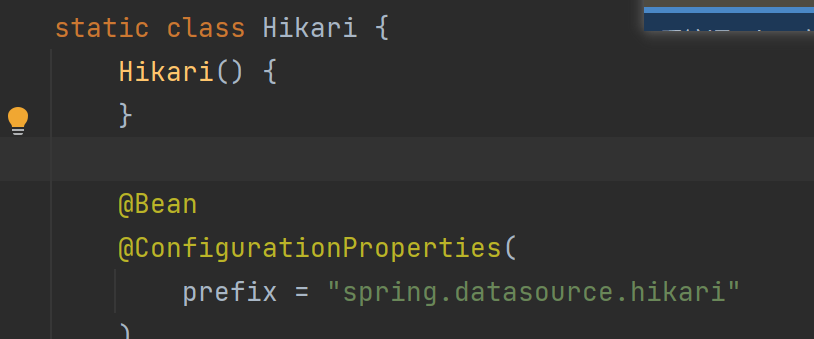 static class Hikari {
Hikari() {
}
@Bean
@ConfigurationProperties(
prefix = "spring.datasource.hikari"
)